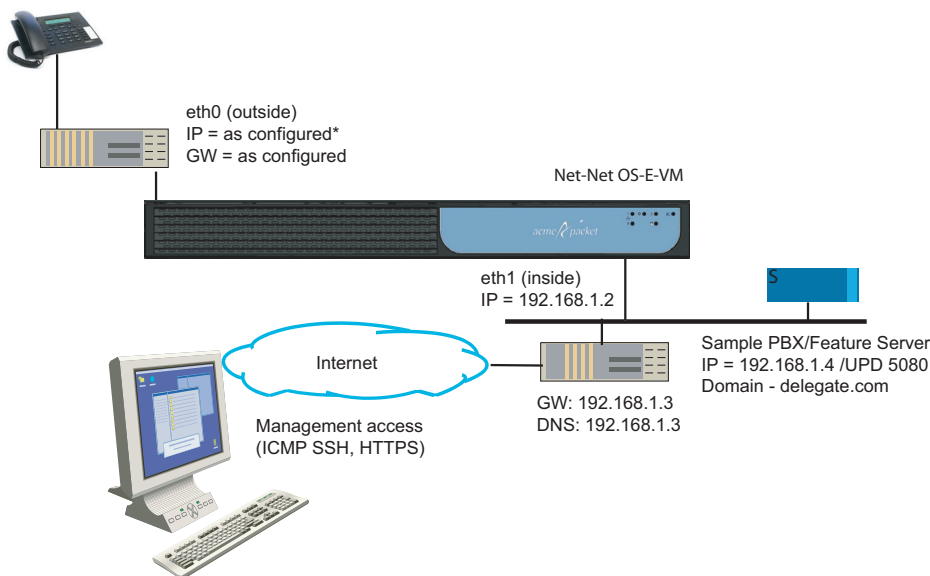 eth0 (outside)
IP = as configured*
GW = as configured
Net-Net OS-E-VM
acme packet
eth1 (inside)
IP = 192.168.1.2
S
Internet
Sample PBX/Feature Server
IP = 192.168.1.4 /UPD 5080
Domain - delegate.com
GW: 192.168.1.3
DNS: 192.168.1.3
Management access
(ICMP SSH, HTTPS)